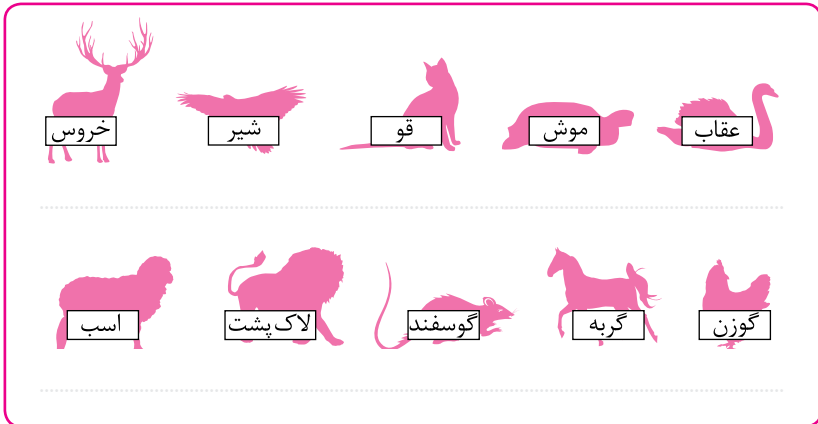 عقاب موش قو شیر خروس
گوزن گربه گوسفند لاک‌پشت اسب